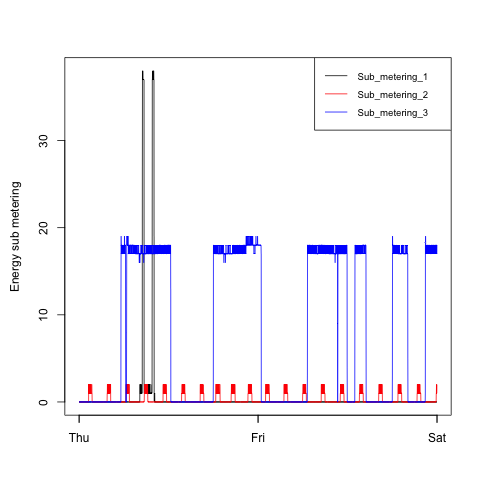 Sub_metering_1
Sub_metering_2
Sub_metering_3
Energy sub metering
30
20
10
0
Thu
Fri
Sat